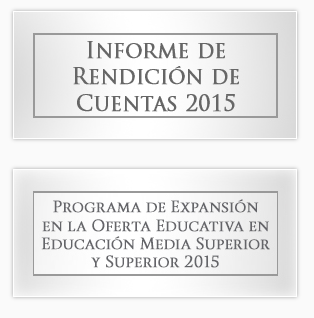 INFORME DE
RENDICIÓN DE
CUENTAS 2015
PROGRAMA DE EXPANSIÓN
EN LA OFERTA EDUCATIVA EN
EDUCACIÓN MEDIA SUPERIOR
Y SUPERIOR 2015